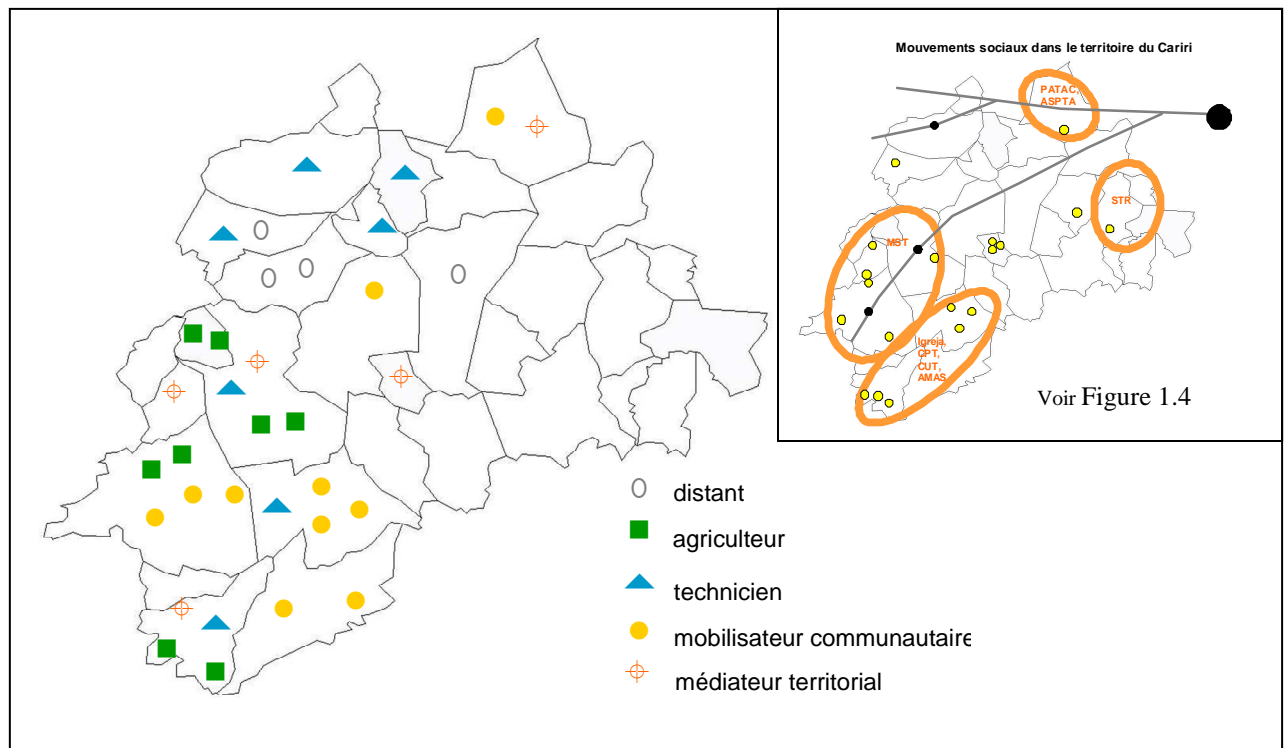 Mouvements sociaux dans le territoire du Cariri
PATAC,
ASPTA
STR
MST
Igreja,
CPT,
CUT,
AMAS
Voir Figure 1.4
distant
agriculteur
technicien
mobilisateur communautaire
médiateur territorial